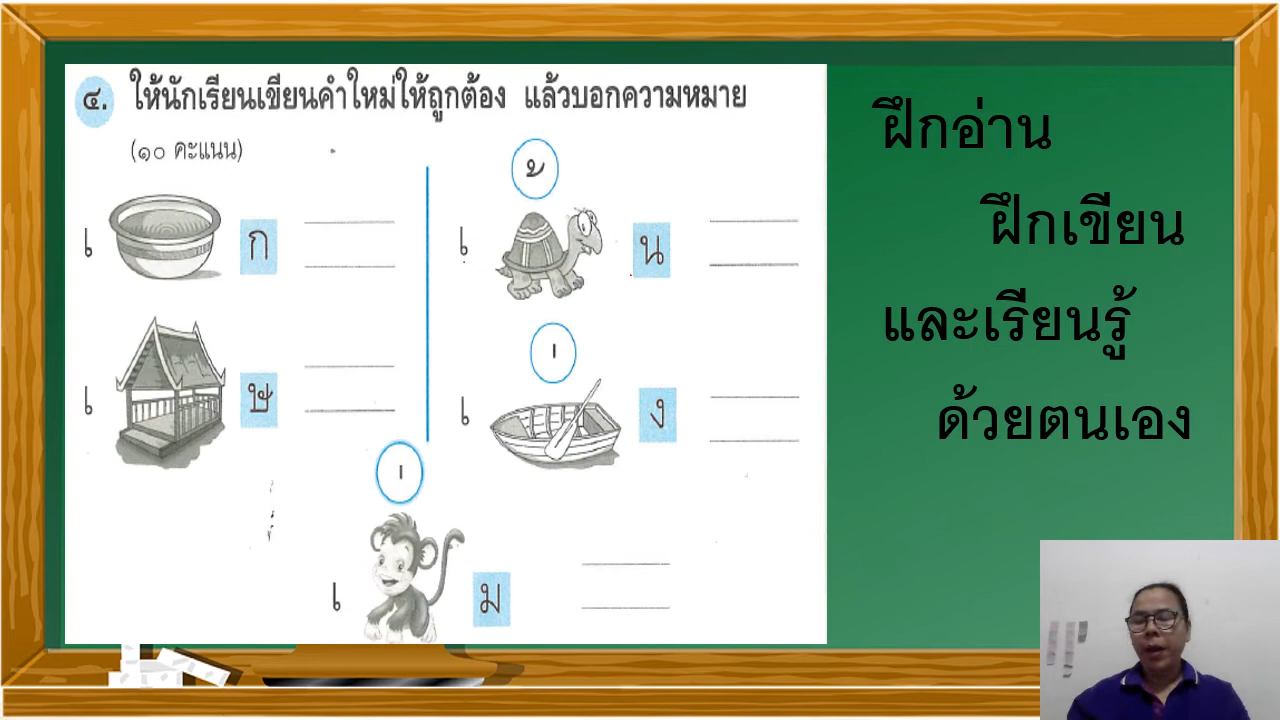 ๔. ให้นักเรียนเขียนคำใหม่ให้ถูกต้อง แล้วบอกความหมาย
(๑๐ คะแนน)
เ ก
้
เ น
เ ษ
่
เ ง
่
เ ม
ฝึกอ่าน
ฝึกเขียน
และเรียนรู้
ด้วยตนเอง